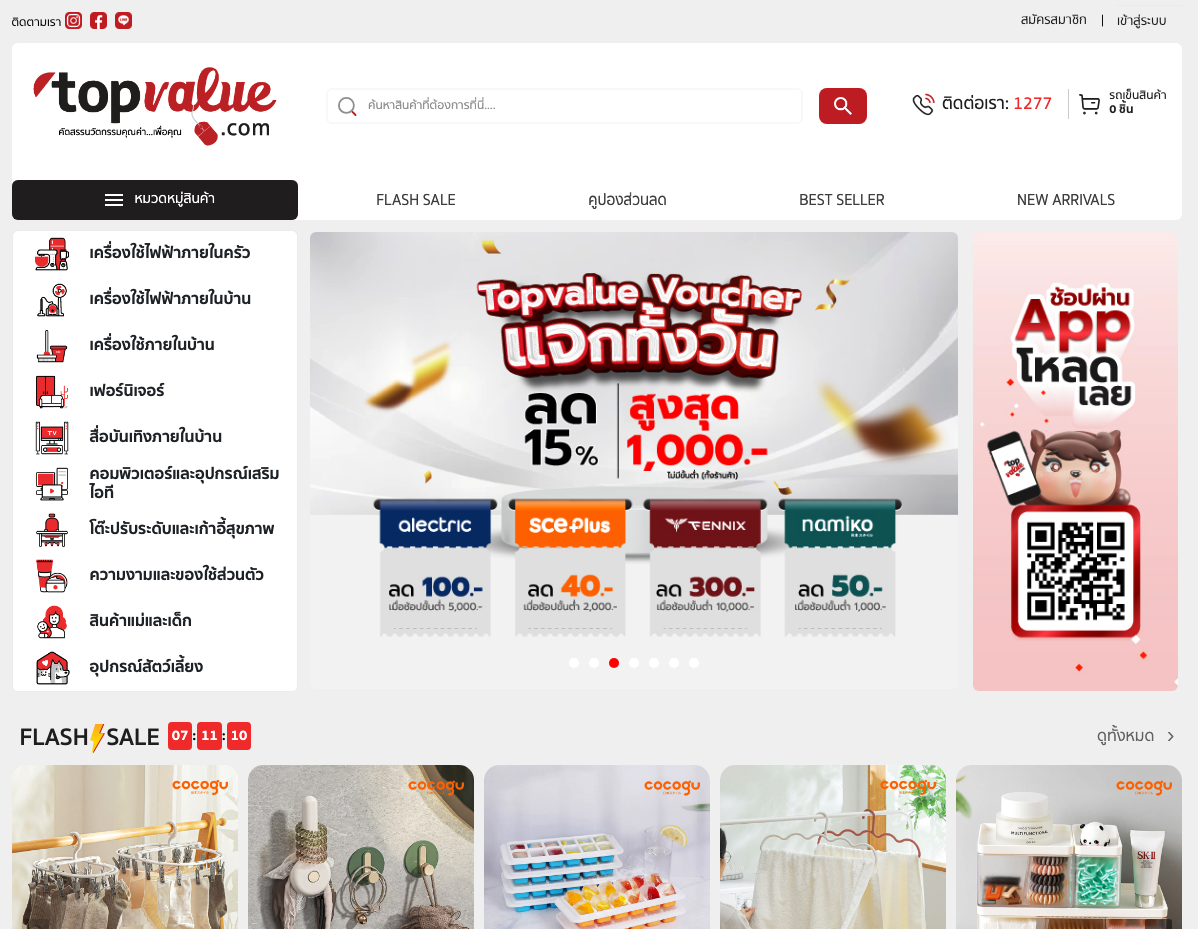 ติดตามเรา
สมัครสมาชิก | เข้าสู่ระบบ
topvalue
.com
คัดสรรนวัตกรรมคุณค่า...เพื่อคุณ
ค้นหาสินค้าที่ต้องการที่นี่....
ติดต่อเรา: 1277
รถเข็นสินค้า
0 ชิ้น
หมวดหมู่สินค้า
FLASH SALE
คูปองส่วนลด
BEST SELLER
NEW ARRIVALS
เครื่องใช้ไฟฟ้าภายในครัว
เครื่องใช้ไฟฟ้าภายในบ้าน
เครื่องใช้ภายในบ้าน
เฟอร์นิเจอร์
TV
สื่อบันเทิงภายในบ้าน
คอมพิวเตอร์และอุปกรณ์เสริม
ไอที
โต๊ะปรับระดับและเก้าอี้สุขภาพ
ความงามและของใช้ส่วนตัว
สินค้าแม่และเด็ก
อุปกรณ์สัตว์เลี้ยง
Topvalue Voucher
แจกทั้งวัน
ลด
15%
สูงสุด
1,000.-
ไม่มีขั้นต่ำ (ทั้งร้านค้า)
alectric
ลด 100.-
เมื่อช้อปขั้นต่ำ 5,000.-
SCEPlus
ลด 40.-
เมื่อช้อปขั้นต่ำ 2,000.-
FENNIX
ลด 300.-
เมื่อช้อปขั้นต่ำ 10,000.-
namiko
ลด 50.-
เมื่อช้อปขั้นต่ำ 1,000.-
ช้อปผ่าน
App
โหลด
เลย
top
value
FLASH SALE 07:11:10
ดูทั้งหมด
cocogu
cocogu
cocogu
cocogu
cocogu
MULTI FUNCTIONAL
SK-II